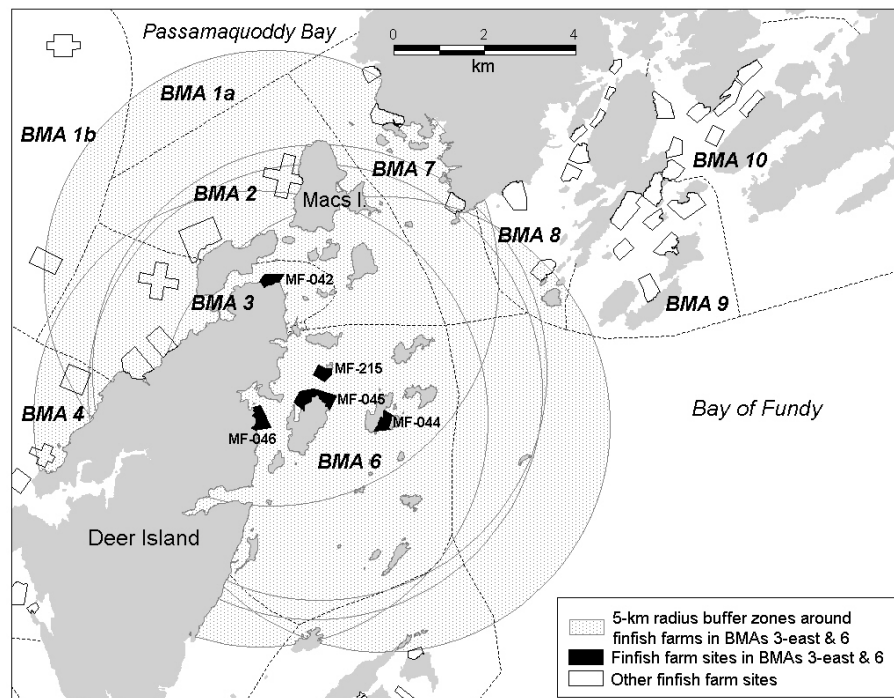 Passamaquoddy Bay
0 2 4
km
BMA 1a
BMA 1b
BMA 10
BMA 7
BMA 2
Macs I.
BMA 8
MF-042
BMA 3
BMA 9
MF-215
MF-045
BMA 4
MF-044
Bay of Fundy
MF-046
BMA 6
Deer Island
5-km radius buffer zones around
finfish farms in BMAs 3-east & 6
Finfish farm sites in BMAs 3-east & 6
Other finfish farm sites